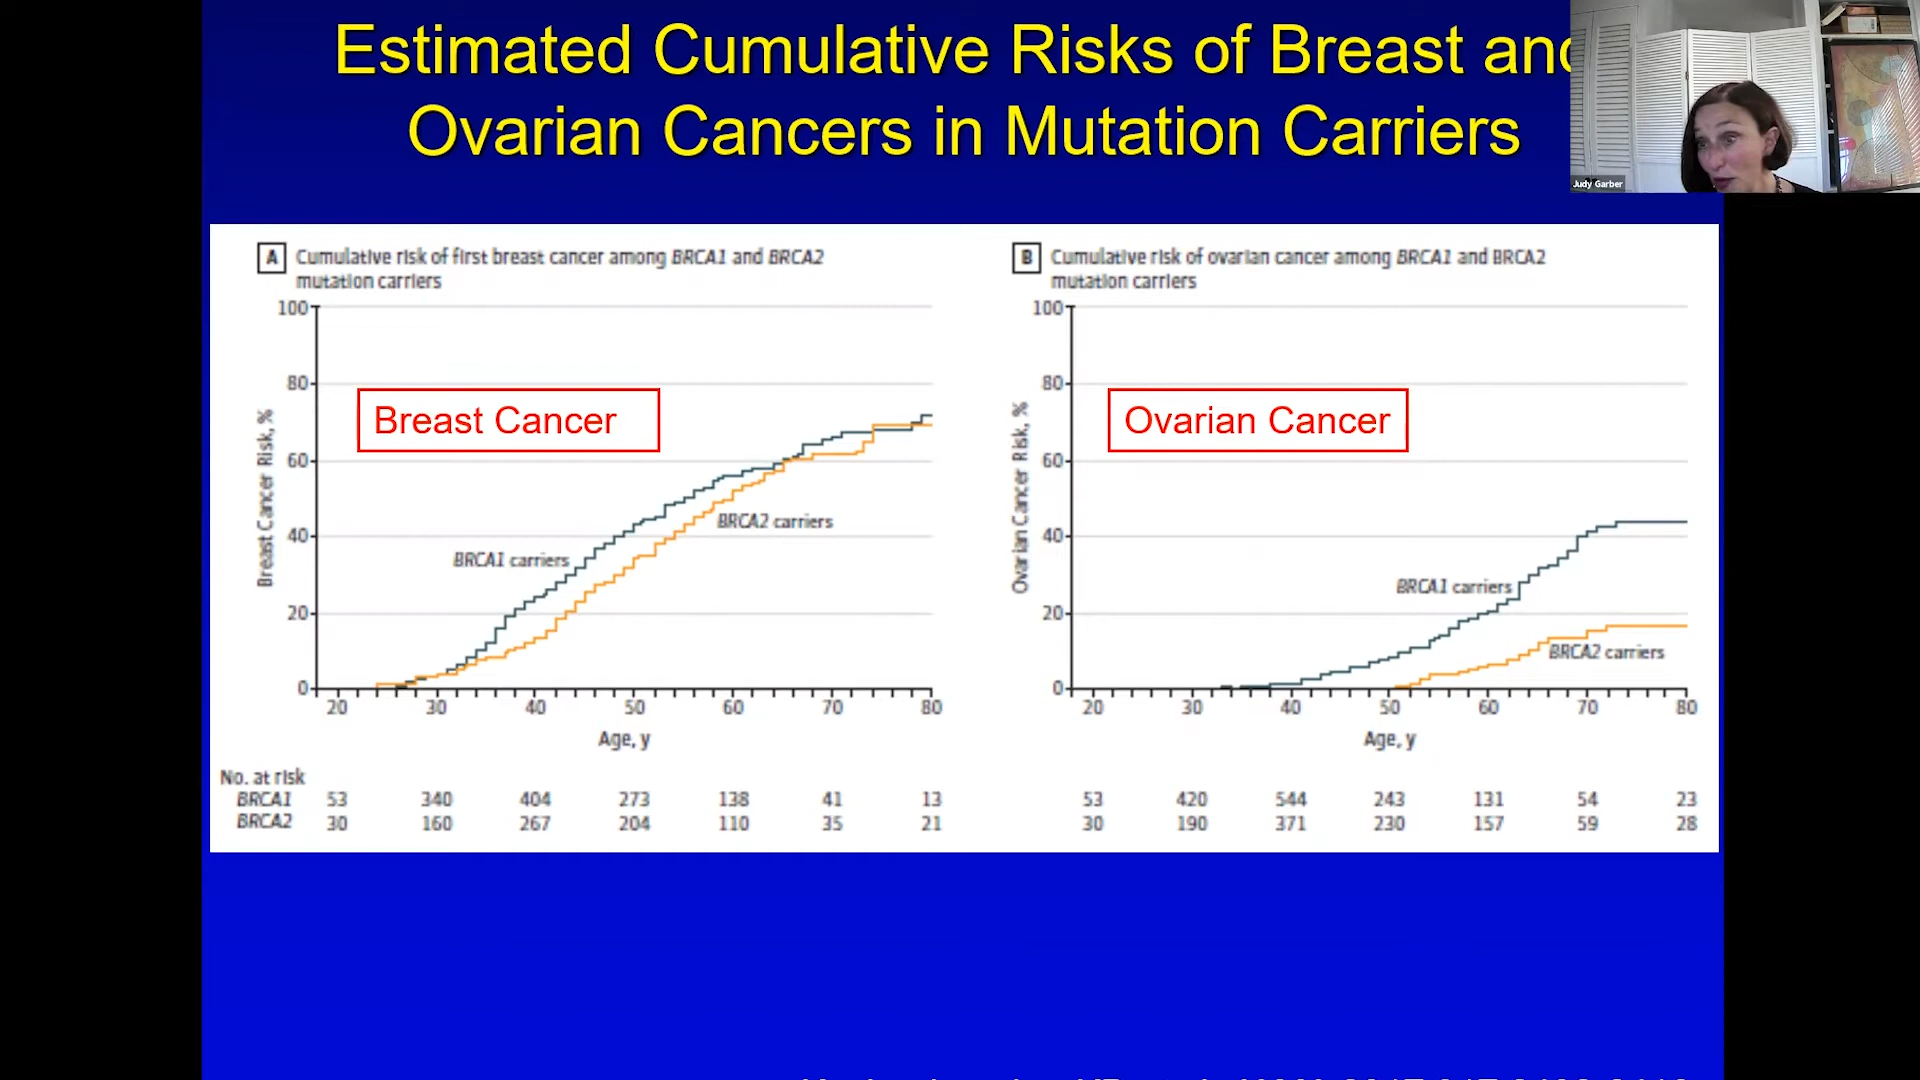 Estimated Cumulative Risks of Breast and
Ovarian Cancers in Mutation Carriers
Judy Garber
A Cumulative risk of first breast cancer among BRCA1 and BRCA2
mutation carriers
100
80
60
40
20
0
Breast Cancer Risk, %
Breast Cancer
BRCA1 carriers
BRCA2 carriers
20 30 40 50 60 70 80
Age, y
B Cumulative risk of ovarian cancer among BRCA1 and BRCA2
mutation carriers
100
80
60
40
20
0
Ovarian Cancer Risk, %
Ovarian Cancer
BRCA1 carriers
BRCA2 carriers
20 30 40 50 60 70 80
Age, y
No. at risk
BRCA1 53 340 404 273 138 41 13 53 420 544 243 131 54 23
BRCA2 30 160 267 204 110 35 21 30 190 371 230 157 59 28